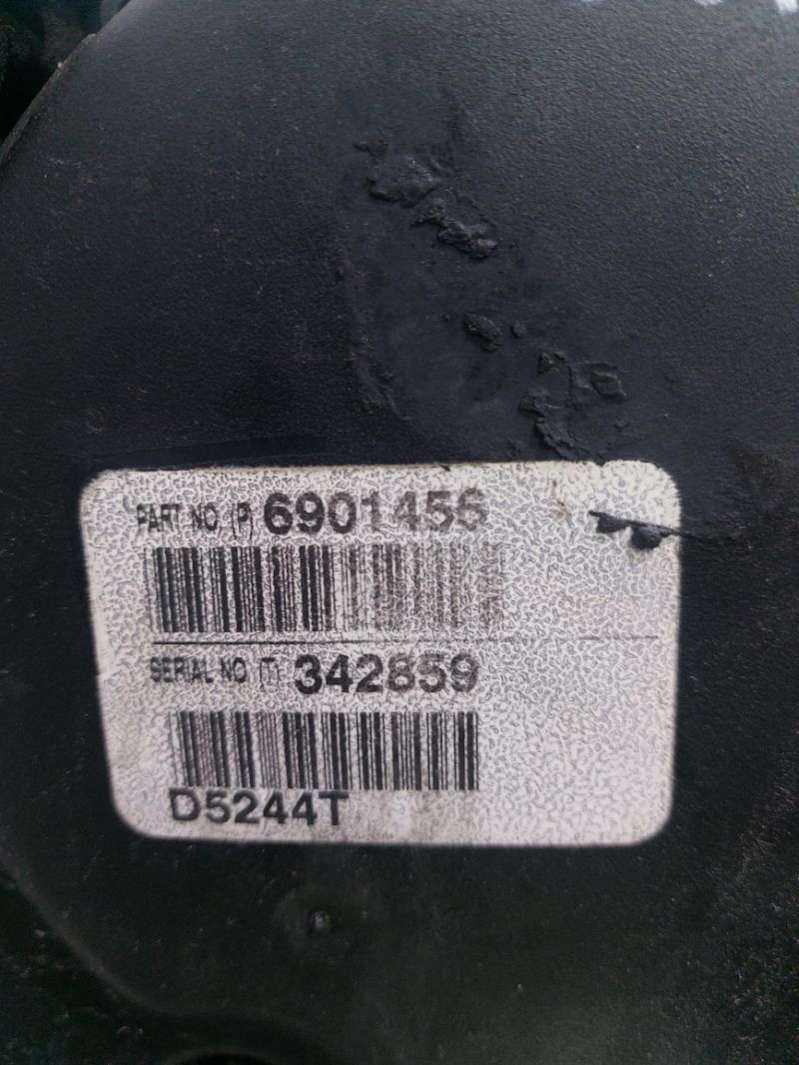 PART NO (P) 6901456
SERIAL NO (T) 342859
D5244T